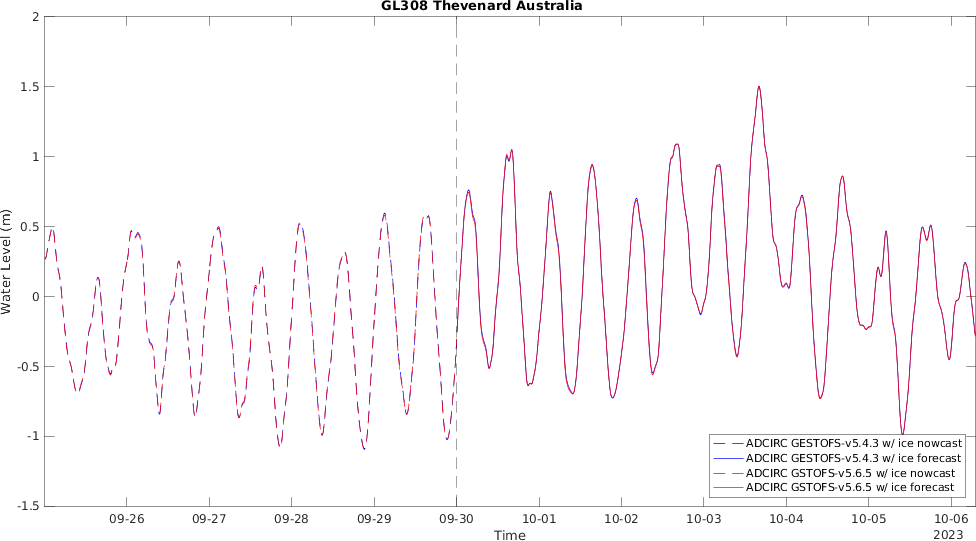 GL308 Thevenard Australia
2
1.5
1
0.5
0
-0.5
-1
-1.5
Water Level (m)
ADCIRC GESTOFS-v5.4.3 w/ ice nowcast
ADCIRC GESTOFS-v5.4.3 w/ ice forecast
ADCIRC GSTOFS-v5.6.5 w/ ice nowcast
ADCIRC GSTOFS-v5.6.5 w/ ice forecast
09-26 09-27 09-28 09-29 09-30 10-01 10-02 10-03 10-04 10-05 10-06
Time 2023